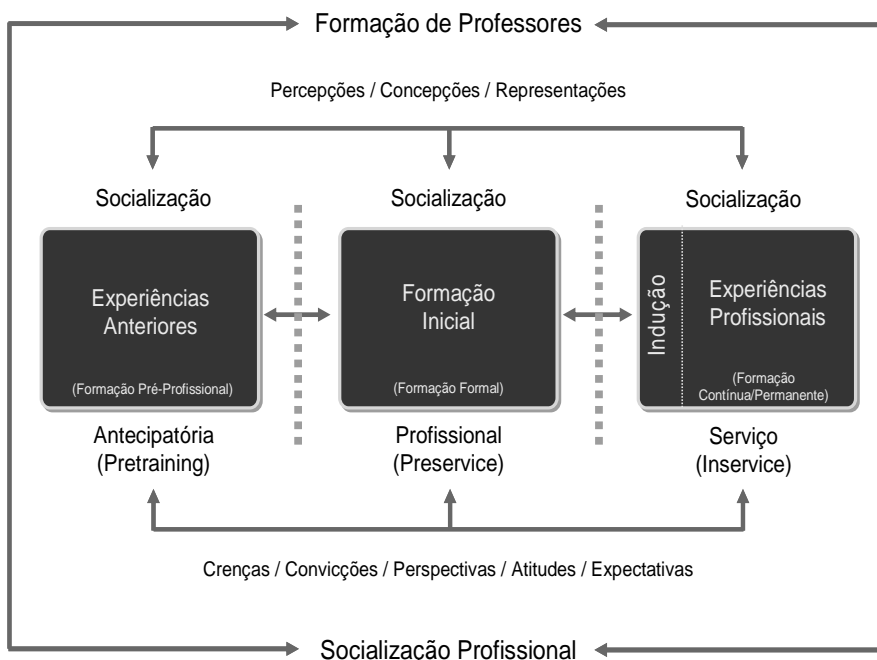 Formação de Professores
Percepções / Concepções / Representações
Socialização
Socialização
Socialização
Experiências
Anteriores
(Formação Pré-Profissional)
Formação
Inicial
(Formação Formal)
Indução
Experiências
Profissionais
(Formação
Contínua/Permanente)
Antecipatória
(Pretraining)
Profissional
(Preservice)
Serviço
(Inservice)
Crenças / Convicções / Perspectivas / Atitudes / Expectativas
Socialização Profissional